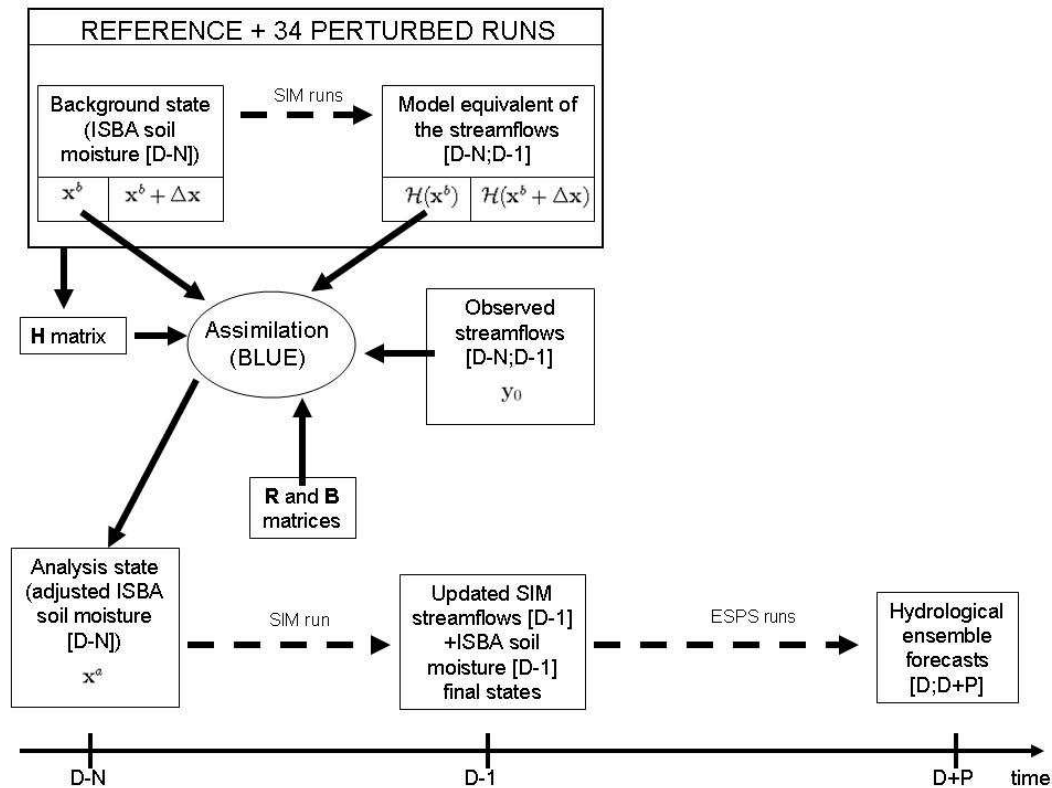 REFERENCE + 34 PERTURBED RUNS
Background state
(ISBA soil
moisture [D-N])
x^b
x^b + Δx
SIM runs
Model equivalent of
the streamflows
[D-N;D-1]
H(x^b)
H(x^b + Δx)
H matrix
Assimilation
(BLUE)
Observed
streamflows
[D-N;D-1]
y_0
R and B
matrices
Analysis state
(adjusted ISBA
soil moisture
[D-N])
x^a
SIM run
Updated SIM
streamflows [D-1]
+ISBA soil
moisture [D-1]
final states
ESPS runs
Hydrological
ensemble
forecasts
[D;D+P]
D-N
D-1
D+P
time